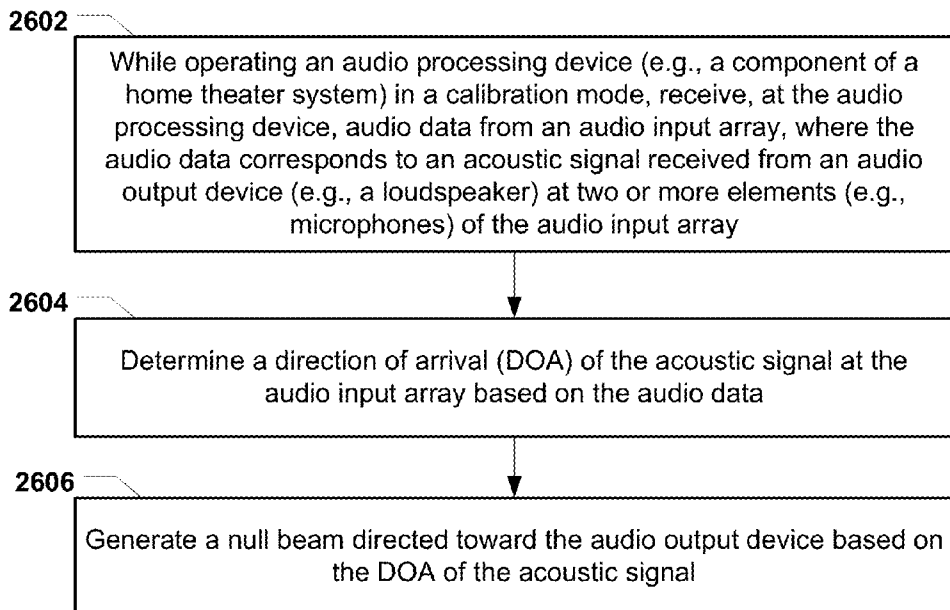 2602
While operating an audio processing device (e.g., a component of a
home theater system) in a calibration mode, receive, at the audio
processing device, audio data from an audio input array, where the
audio data corresponds to an acoustic signal received from an audio
output device (e.g., a loudspeaker) at two or more elements (e.g.,
microphones) of the audio input array
2604
Determine a direction of arrival (DOA) of the acoustic signal at the
audio input array based on the audio data
2606
Generate a null beam directed toward the audio output device based on
the DOA of the acoustic signal